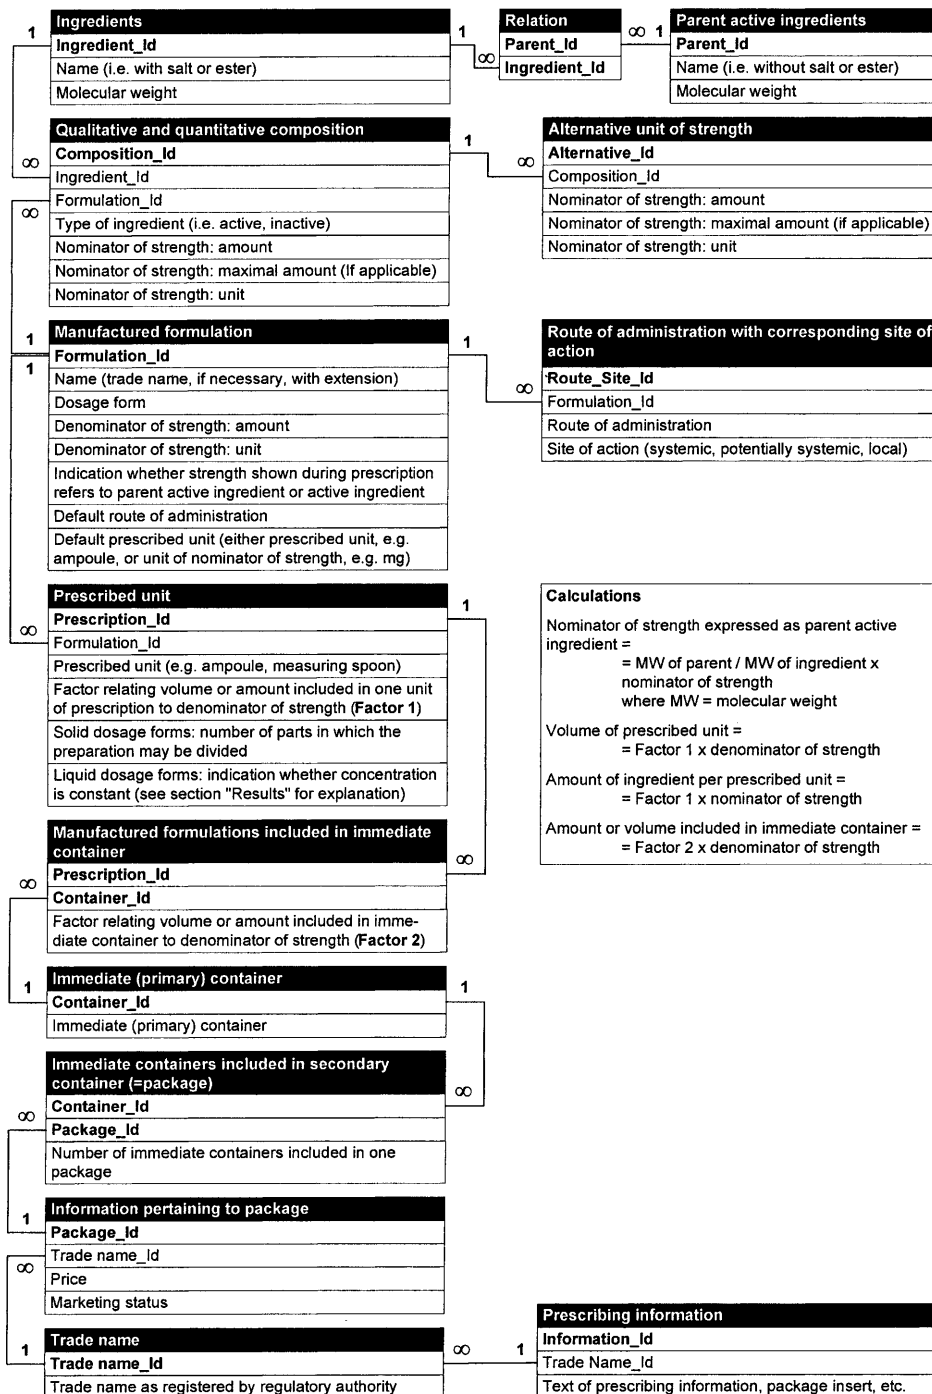 Ingredients
1
Ingredient_Id
Name (i.e. with salt or ester)
Molecular weight
Relation
Parent_Id
Ingredient_Id
∞
∞ 1
Parent active ingredients
Parent_Id
Name (i.e. without salt or ester)
Molecular weight
Qualitative and quantitative composition
Composition_Id
Ingredient_Id
Formulation_Id
Type of ingredient (i.e. active, inactive)
Nominator of strength: amount
Nominator of strength: maximal amount (If applicable)
Nominator of strength: unit
1
∞
∞
1
∞
Alternative unit of strength
Alternative_Id
Composition_Id
Nominator of strength: amount
Nominator of strength: maximal amount (if applicable)
Nominator of strength: unit
Manufactured formulation
Formulation_Id
Name (trade name, if necessary, with extension)
Dosage form
Denominator of strength: amount
Denominator of strength: unit
Indication whether strength shown during prescription
refers to parent active ingredient or active ingredient
Default route of administration
Default prescribed unit (either prescribed unit, e.g.
ampoule, or unit of nominator of strength, e.g. mg)
1
1
1
∞
Route of administration with corresponding site of
action
Route_Site_Id
Formulation_Id
Route of administration
Site of action (systemic, potentially systemic, local)
Prescribed unit
Prescription_Id
Formulation_Id
Prescribed unit (e.g. ampoule, measuring spoon)
Factor relating volume or amount included in one unit
of prescription to denominator of strength (Factor 1)
Solid dosage forms: number of parts in which the
preparation may be divided
Liquid dosage forms: indication whether concentration
is constant (see section "Results" for explanation)
∞
1
Calculations
Nominator of strength expressed as parent active
ingredient =
= MW of parent / MW of ingredient x
nominator of strength
where MW = molecular weight
Volume of prescribed unit =
= Factor 1 x denominator of strength
Amount of ingredient per prescribed unit =
= Factor 1 x nominator of strength
Amount or volume included in immediate container =
= Factor 2 x denominator of strength
Manufactured formulations included in immediate
container
Prescription_Id
Container_Id
Factor relating volume or amount included in imme-
diate container to denominator of strength (Factor 2)
∞
∞
Immediate (primary) container
Container_Id
Immediate (primary) container
1
1
Immediate containers included in secondary
container (=package)
Container_Id
Package_Id
Number of immediate containers included in one
package
∞
∞
Information pertaining to package
Package_Id
Trade name_Id
Price
Marketing status
1
∞
Trade name
Trade name_Id
Trade name as registered by regulatory authority
1
∞
1
Prescribing information
Information_Id
Trade Name_Id
Text of prescribing information, package insert, etc.